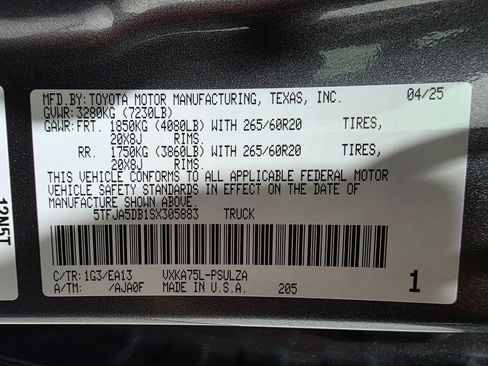 MFD.BY:TOYOTA MOTOR MANUFACTURING, TEXAS, INC. 04/25
GVWR:3280KG (7230LB)
GAWR:FRT. 1850KG (4080LB) WITH 265/60R20 TIRES,
20X8J RIMS
RR. 1750KG (3860LB) WITH 265/60R20 TIRES,
20X8J RIMS
THIS VEHICLE CONFORMS TO ALL APPLICABLE FEDERAL MOTOR
VEHICLE SAFETY STANDARDS IN EFFECT ON THE DATE OF
MANUFACTURE SHOWN ABOVE.
5TFJA5DB1SX305883 TRUCK
C/TR:1G3/EA13 VXKA75L-PSULZA
A/TM: /AJA0F MADE IN U.S.A. 205 1
12N5T